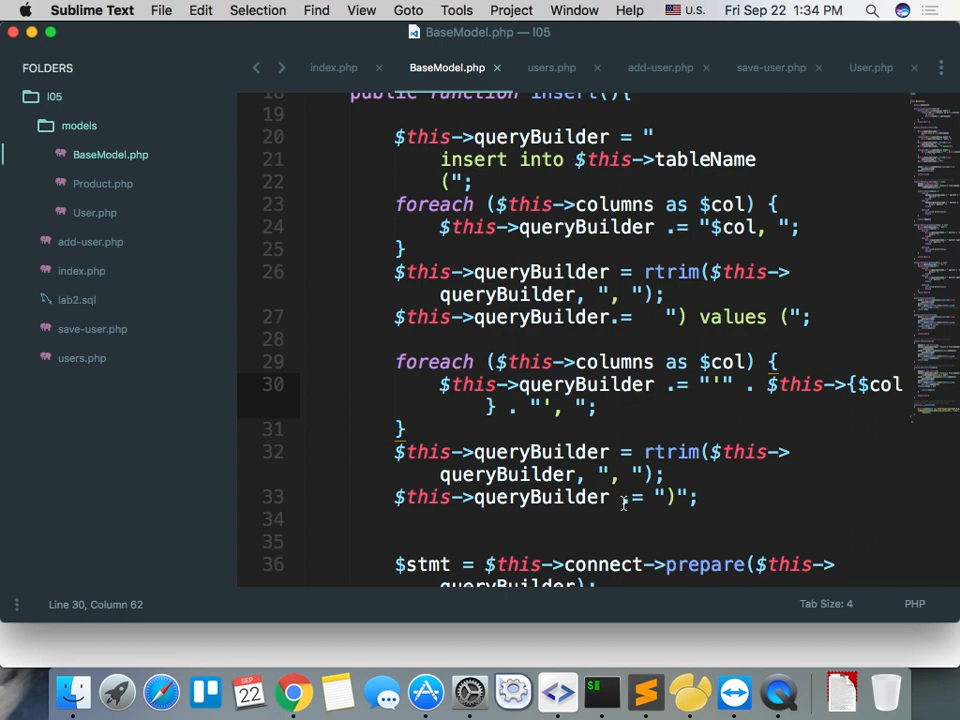 Sublime Text File Edit Selection Find View Goto Tools Project Window Help U.S. Fri Sep 22 1:34 PM
BaseModel.php — l05
FOLDERS
l05
models
BaseModel.php
Product.php
User.php
add-user.php
index.php
lab2.sql
save-user.php
users.php
index.php × BaseModel.php × users.php × add-user.php × save-user.php × User.php ×
18 public function insert(){
19
20 $this->queryBuilder = "
21 insert into $this->tableName
22 (";
23 foreach ($this->columns as $col) {
24 $this->queryBuilder .= "$col, ";
25 }
26 $this->queryBuilder = rtrim($this->
queryBuilder, ", ");
27 $this->queryBuilder.= ") values (";
28
29 foreach ($this->columns as $col) {
30 $this->queryBuilder .= "'" . $this->{$col
} . "', ";
31 }
32 $this->queryBuilder = rtrim($this->
queryBuilder, ", ");
33 $this->queryBuilder .= ")";
34
35
36 $stmt = $this->connect->prepare($this->
queryBuilder);
Line 30, Column 62 Tab Size: 4 PHP
SEP
22
$